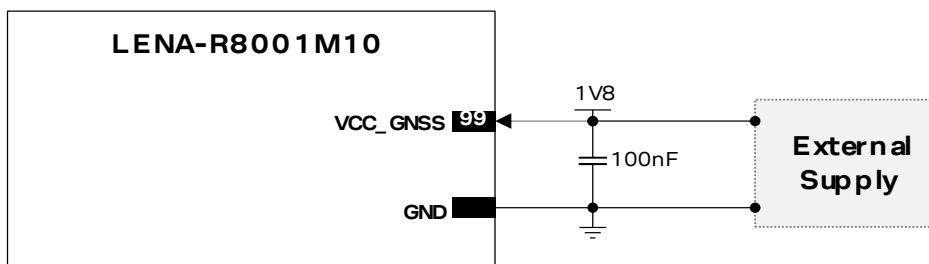 LENA-R8001M10
1V8
VCC_GNSS 99
100nF
External
Supply
GND